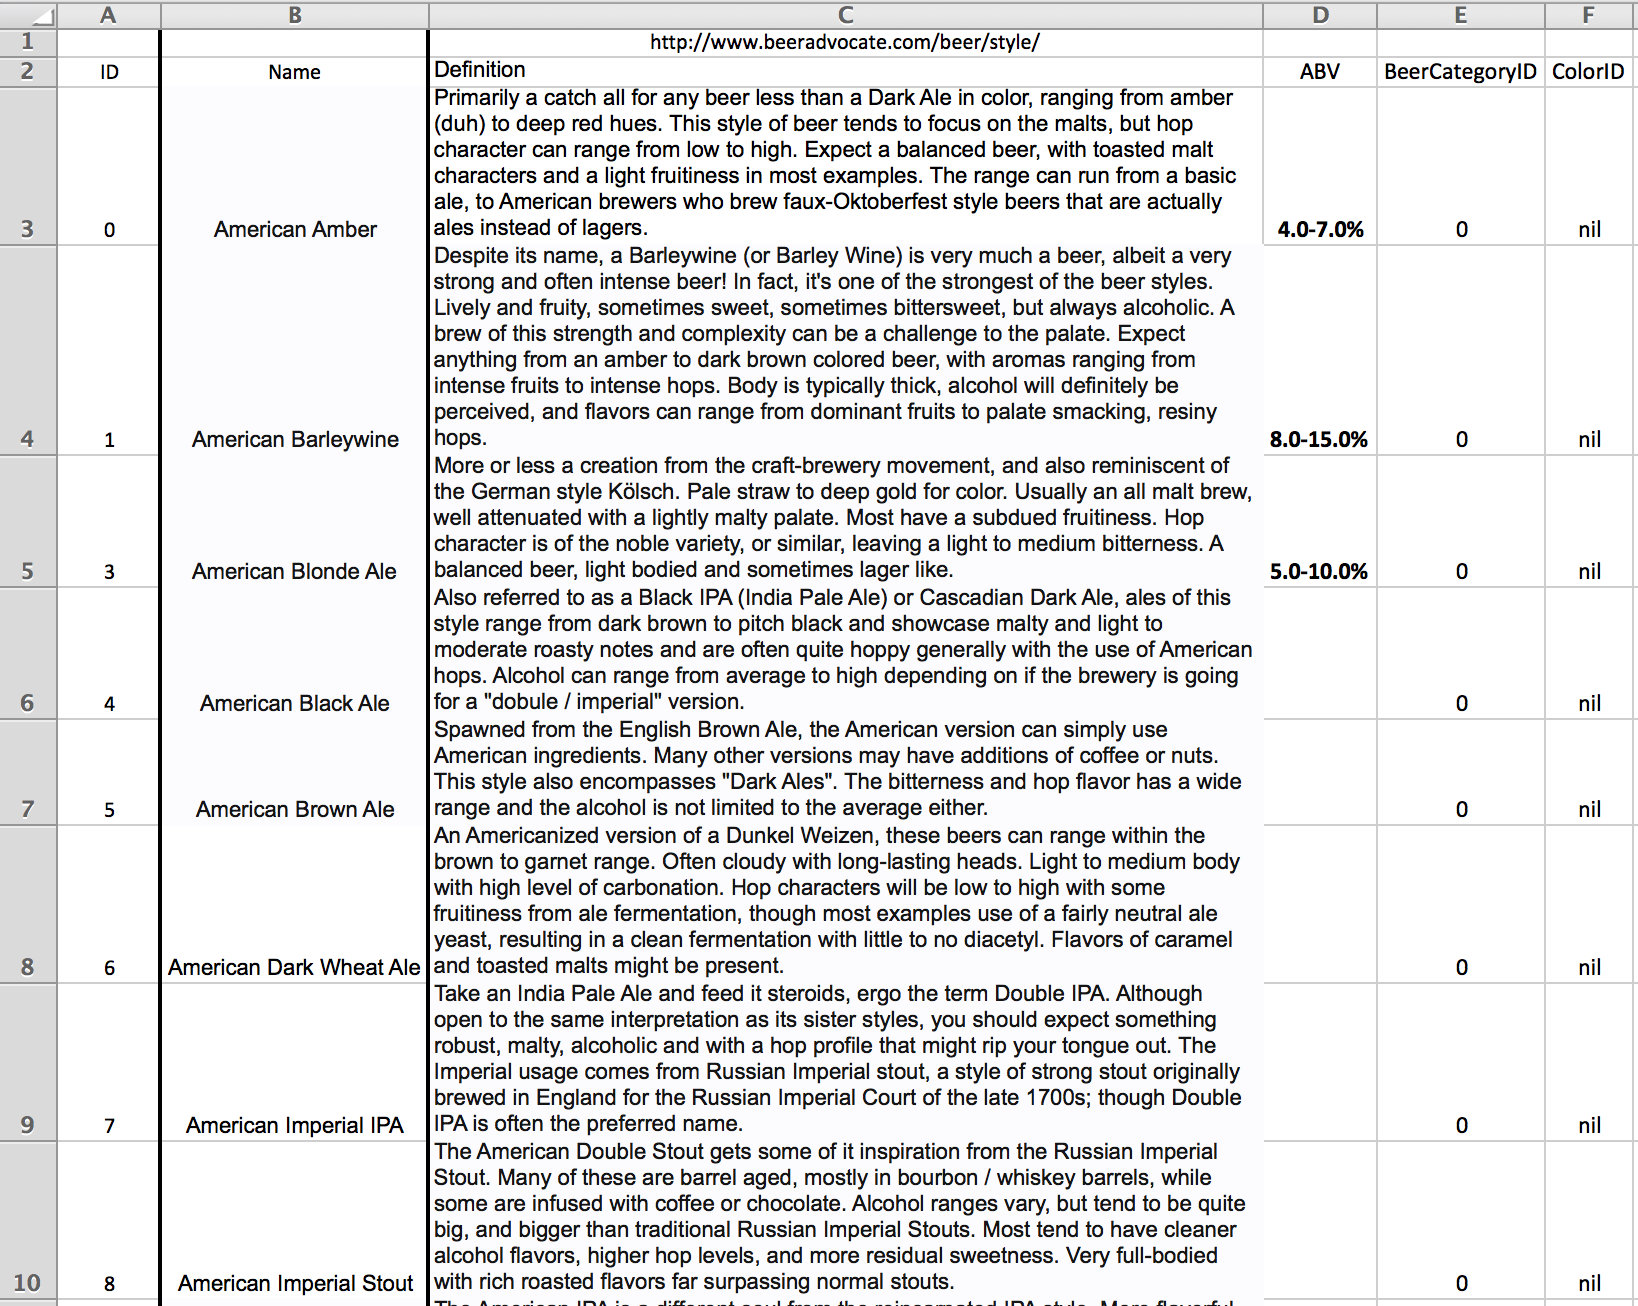 A B C D E F
1 http://www.beeradvocate.com/beer/style/
2 ID Name Definition ABV BeerCategoryID ColorID
Primarily a catch all for any beer less than a Dark Ale in color, ranging from amber
(duh) to deep red hues. This style of beer tends to focus on the malts, but hop
character can range from low to high. Expect a balanced beer, with toasted malt
characters and a light fruitiness in most examples. The range can run from a basic
ale, to American brewers who brew faux-Oktoberfest style beers that are actually
3 0 American Amber ales instead of lagers. 4.0-7.0% 0 nil
Despite its name, a Barleywine (or Barley Wine) is very much a beer, albeit a very
strong and often intense beer! In fact, it's one of the strongest of the beer styles.
Lively and fruity, sometimes sweet, sometimes bittersweet, but always alcoholic. A
brew of this strength and complexity can be a challenge to the palate. Expect
anything from an amber to dark brown colored beer, with aromas ranging from
intense fruits to intense hops. Body is typically thick, alcohol will definitely be
perceived, and flavors can range from dominant fruits to palate smacking, resiny
4 1 American Barleywine hops. 8.0-15.0% 0 nil
More or less a creation from the craft-brewery movement, and also reminiscent of
the German style Kölsch. Pale straw to deep gold for color. Usually an all malt brew,
well attenuated with a lightly malty palate. Most have a subdued fruitiness. Hop
character is of the noble variety, or similar, leaving a light to medium bitterness. A
5 3 American Blonde Ale balanced beer, light bodied and sometimes lager like. 5.0-10.0% 0 nil
Also referred to as a Black IPA (India Pale Ale) or Cascadian Dark Ale, ales of this
style range from dark brown to pitch black and showcase malty and light to
moderate roasty notes and are often quite hoppy generally with the use of American
hops. Alcohol can range from average to high depending on if the brewery is going
6 4 American Black Ale for a "dobule / imperial" version. 0 nil
Spawned from the English Brown Ale, the American version can simply use
American ingredients. Many other versions may have additions of coffee or nuts.
This style also encompasses "Dark Ales". The bitterness and hop flavor has a wide
7 5 American Brown Ale range and the alcohol is not limited to the average either. 0 nil
An Americanized version of a Dunkel Weizen, these beers can range within the
brown to garnet range. Often cloudy with long-lasting heads. Light to medium body
with high level of carbonation. Hop characters will be low to high with some
fruitiness from ale fermentation, though most examples use of a fairly neutral ale
yeast, resulting in a clean fermentation with little to no diacetyl. Flavors of caramel
8 6 American Dark Wheat Ale and toasted malts might be present. 0 nil
Take an India Pale Ale and feed it steroids, ergo the term Double IPA. Although
open to the same interpretation as its sister styles, you should expect something
robust, malty, alcoholic and with a hop profile that might rip your tongue out. The
Imperial usage comes from Russian Imperial stout, a style of strong stout originally
brewed in England for the Russian Imperial Court of the late 1700s; though Double
9 7 American Imperial IPA IPA is often the preferred name. 0 nil
The American Double Stout gets some of it inspiration from the Russian Imperial
Stout. Many of these are barrel aged, mostly in bourbon / whiskey barrels, while
some are infused with coffee or chocolate. Alcohol ranges vary, but tend to be quite
big, and bigger than traditional Russian Imperial Stouts. Most tend to have cleaner
alcohol flavors, higher hop levels, and more residual sweetness. Very full-bodied
10 8 American Imperial Stout with rich roasted flavors far surpassing normal stouts. 0 nil